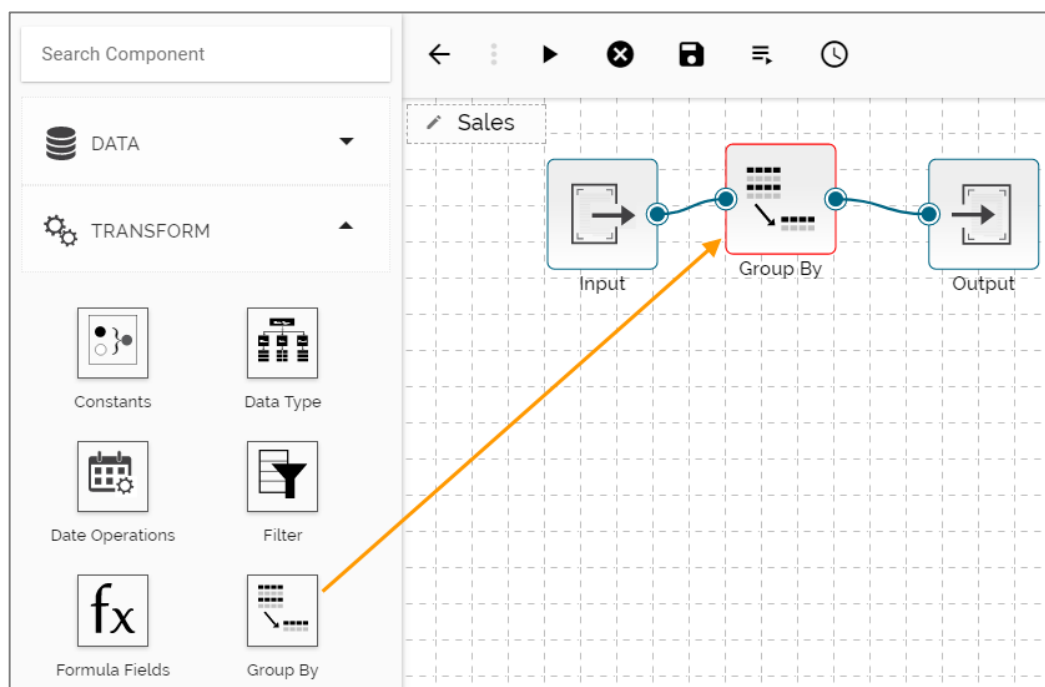 Search Component
DATA
TRANSFORM
Constants
Data Type
Date Operations
Filter
fx
Formula Fields
Group By
Sales
Input
Group By
Output